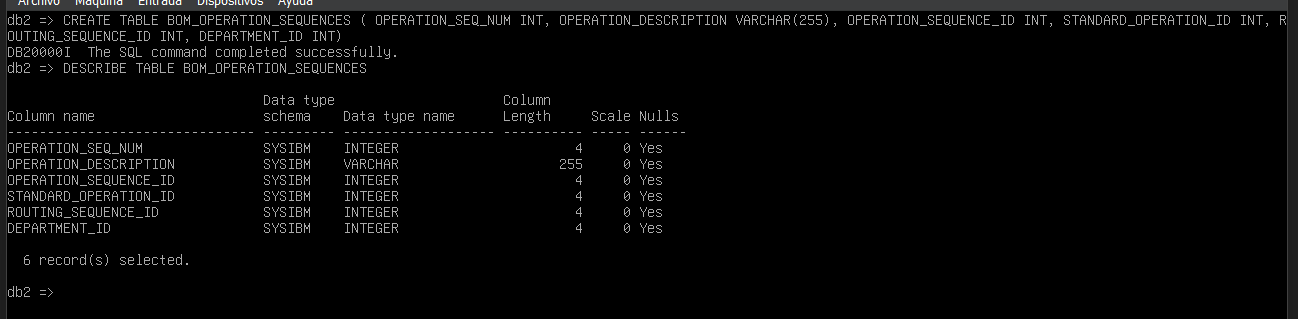 Archivo Máquina Entrada Dispositivos Ayuda
db2 => CREATE TABLE BOM_OPERATION_SEQUENCES ( OPERATION_SEQ_NUM INT, OPERATION_DESCRIPTION VARCHAR(255), OPERATION_SEQUENCE_ID INT, STANDARD_OPERATION_ID INT, R
OUTING_SEQUENCE_ID INT, DEPARTMENT_ID INT)
DB20000I  The SQL command completed successfully.
db2 => DESCRIBE TABLE BOM_OPERATION_SEQUENCES

                                Data type                     Column
Column name                     schema    Data type name      Length     Scale Nulls
------------------------------- --------- ------------------- ---------- ----- ------
OPERATION_SEQ_NUM               SYSIBM    INTEGER                      4     0 Yes
OPERATION_DESCRIPTION           SYSIBM    VARCHAR                    255     0 Yes
OPERATION_SEQUENCE_ID           SYSIBM    INTEGER                      4     0 Yes
STANDARD_OPERATION_ID           SYSIBM    INTEGER                      4     0 Yes
ROUTING_SEQUENCE_ID             SYSIBM    INTEGER                      4     0 Yes
DEPARTMENT_ID                   SYSIBM    INTEGER                      4     0 Yes

  6 record(s) selected.

db2 =>